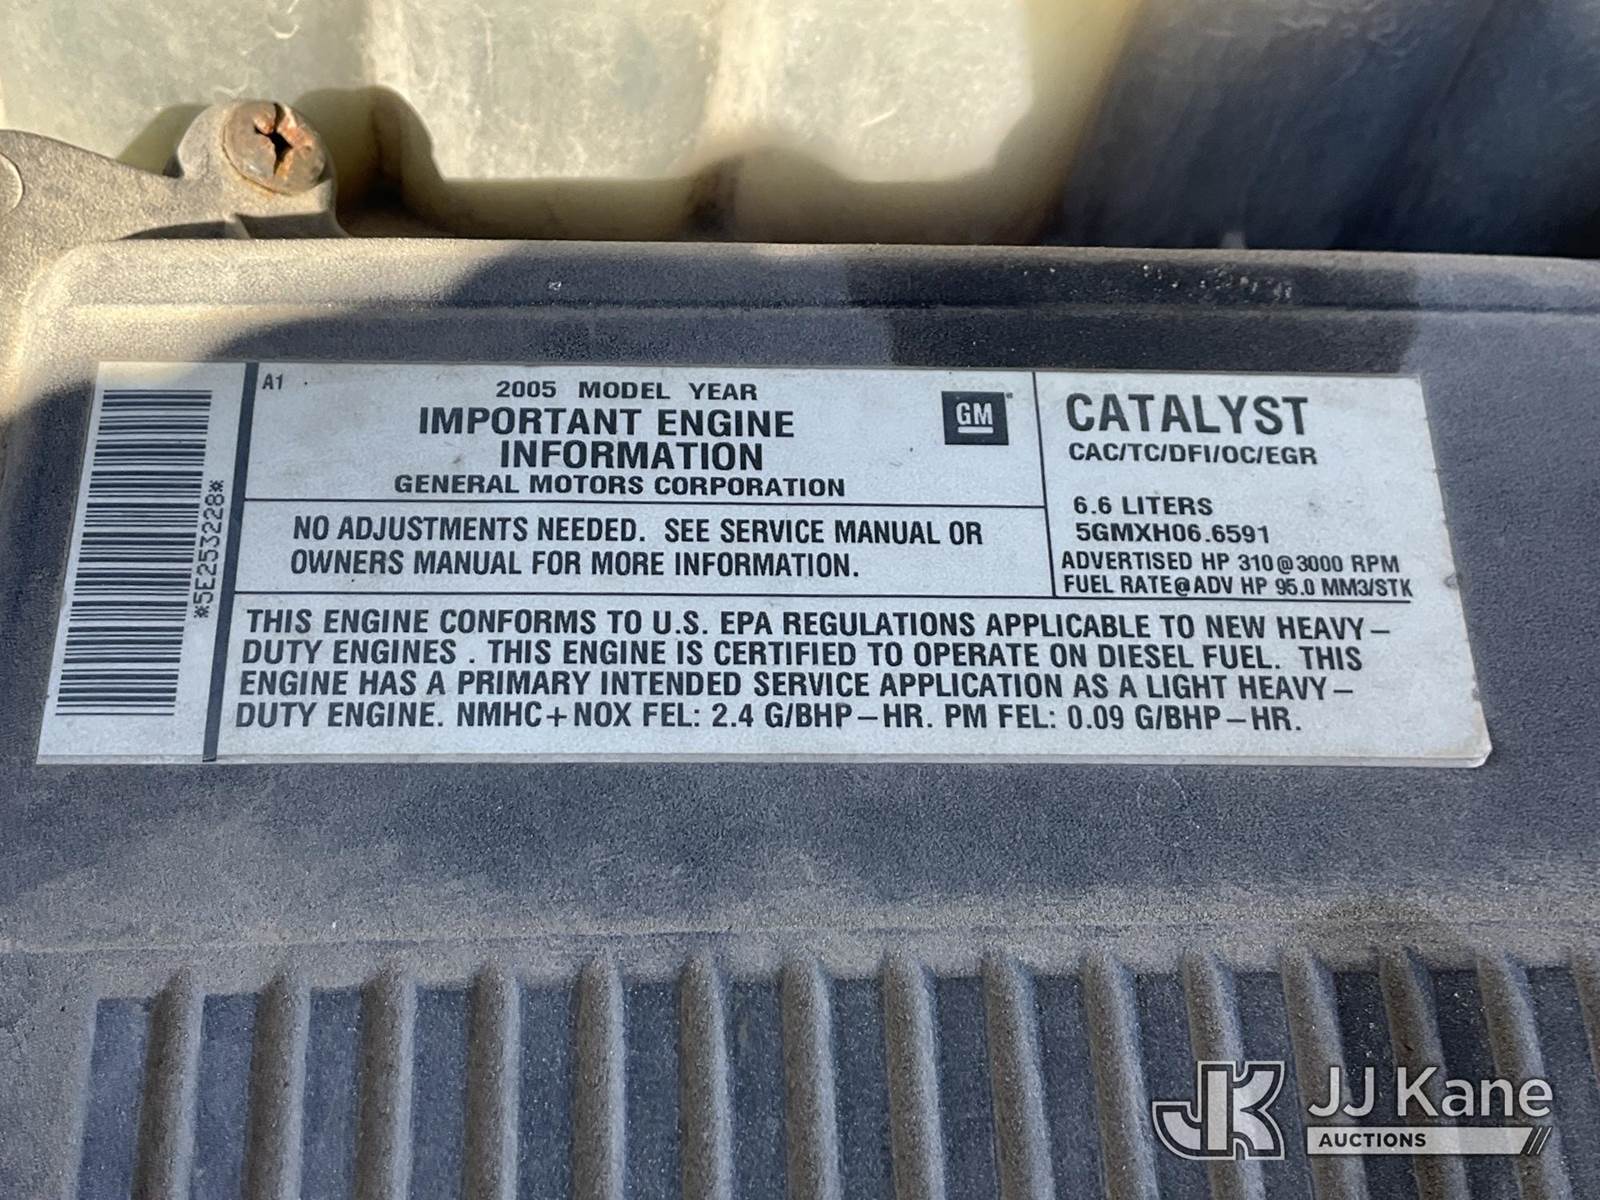 A1
2005 MODEL YEAR
IMPORTANT ENGINE
INFORMATION
GENERAL MOTORS CORPORATION
GM
NO ADJUSTMENTS NEEDED. SEE SERVICE MANUAL OR
OWNERS MANUAL FOR MORE INFORMATION.
CATALYST
CAC/TC/DFI/OC/EGR
6.6 LITERS
5GMXH06.6591
ADVERTISED HP 310@3000 RPM
FUEL RATE@ADV HP 95.0 MM3/STK
THIS ENGINE CONFORMS TO U.S. EPA REGULATIONS APPLICABLE TO NEW HEAVY–
DUTY ENGINES . THIS ENGINE IS CERTIFIED TO OPERATE ON DIESEL FUEL. THIS
ENGINE HAS A PRIMARY INTENDED SERVICE APPLICATION AS A LIGHT HEAVY–
DUTY ENGINE. NMHC+NOX FEL: 2.4 G/BHP–HR. PM FEL: 0.09 G/BHP–HR.
*5E253228*
JK JJ Kane
AUCTIONS